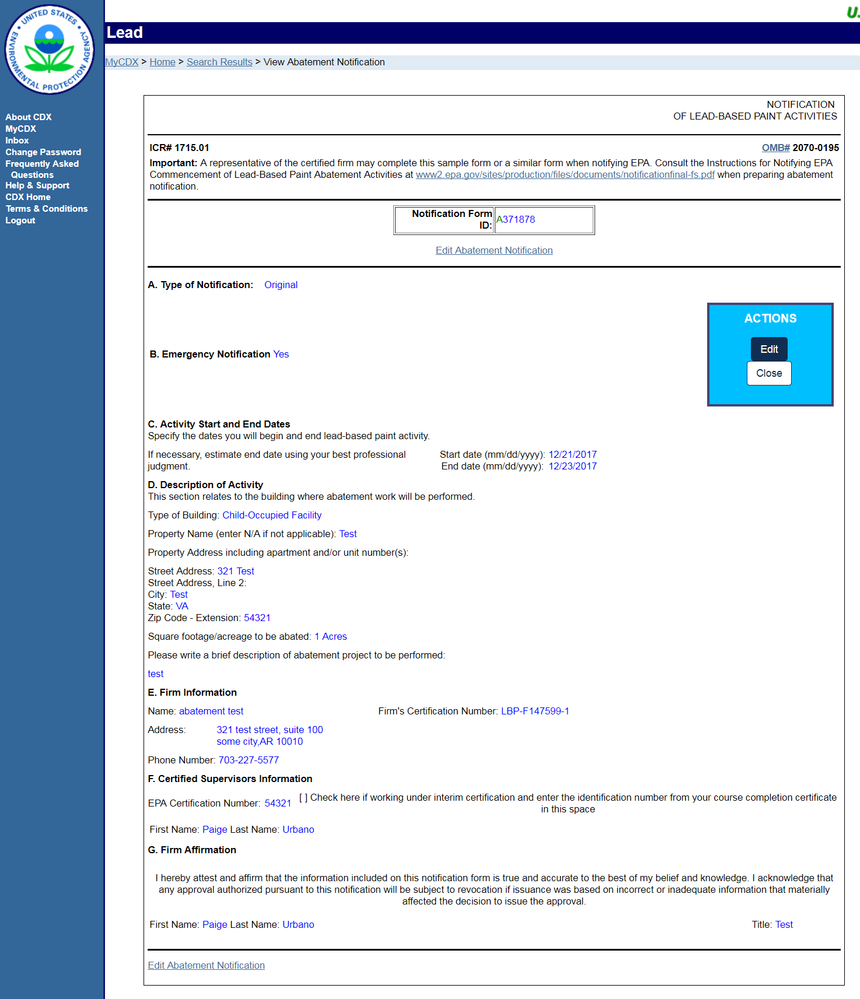 UNITED STATES
ENVIRONMENTAL PROTECTION AGENCY
U.
Lead
MyCDX > Home > Search Results > View Abatement Notification
About CDX
MyCDX
Inbox
Change Password
Frequently Asked
Questions
Help & Support
CDX Home
Terms & Conditions
Logout
NOTIFICATION
OF LEAD-BASED PAINT ACTIVITIES
ICR# 1715.01 OMB# 2070-0195
Important: A representative of the certified firm may complete this sample form or a similar form when notifying EPA. Consult the Instructions for Notifying EPA
Commencement of Lead-Based Paint Abatement Activities at www2.epa.gov/sites/production/files/documents/notificationfinal-fs.pdf when preparing abatement
notification.
Notification Form
ID: A371878
Edit Abatement Notification
A. Type of Notification: Original
ACTIONS
Edit
B. Emergency Notification Yes
Close
C. Activity Start and End Dates
Specify the dates you will begin and end lead-based paint activity.
If necessary, estimate end date using your best professional Start date (mm/dd/yyyy): 12/21/2017
judgment. End date (mm/dd/yyyy): 12/23/2017
D. Description of Activity
This section relates to the building where abatement work will be performed.
Type of Building: Child-Occupied Facility
Property Name (enter N/A if not applicable): Test
Property Address including apartment and/or unit number(s):
Street Address: 321 Test
Street Address, Line 2:
City: Test
State: VA
Zip Code - Extension: 54321
Square footage/acreage to be abated: 1 Acres
Please write a brief description of abatement project to be performed:
test
E. Firm Information
Name: abatement test Firm's Certification Number: LBP-F147599-1
Address: 321 test street, suite 100
some city,AR 10010
Phone Number: 703-227-5577
F. Certified Supervisors Information
EPA Certification Number: 54321 [ ] Check here if working under interim certification and enter the identification number from your course completion certificate
in this space
First Name: Paige Last Name: Urbano
G. Firm Affirmation
I hereby attest and affirm that the information included on this notification form is true and accurate to the best of my belief and knowledge. I acknowledge that
any approval authorized pursuant to this notification will be subject to revocation if issuance was based on incorrect or inadequate information that materially
affected the decision to issue the approval.
First Name: Paige Last Name: Urbano Title: Test
Edit Abatement Notification